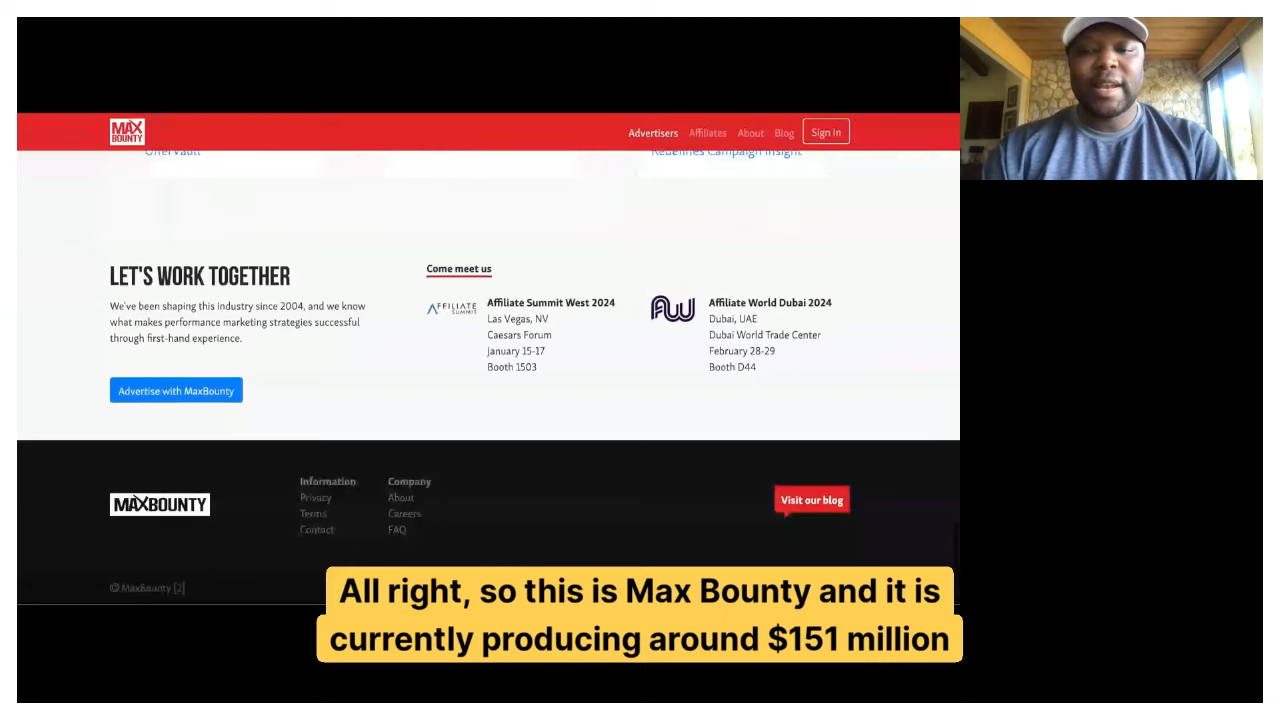 MAX
BOUNTY
Advertisers Affiliates About Blog Sign In
OfferVault
Redefines Campaign Insight
LET'S WORK TOGETHER
We've been shaping this industry since 2004, and we know
what makes performance marketing strategies successful
through first-hand experience.
Advertise with MaxBounty
Come meet us
AFFILIATE
SUMMIT
Affiliate Summit West 2024
Las Vegas, NV
Caesars Forum
January 15-17
Booth 1503
AW
Affiliate World Dubai 2024
Dubai, UAE
Dubai World Trade Center
February 28-29
Booth D44
MAXBOUNTY
Information
Privacy
Terms
Contact
Company
About
Careers
FAQ
Visit our blog
© MaxBounty [2]
All right, so this is Max Bounty and it is
currently producing around $151 million